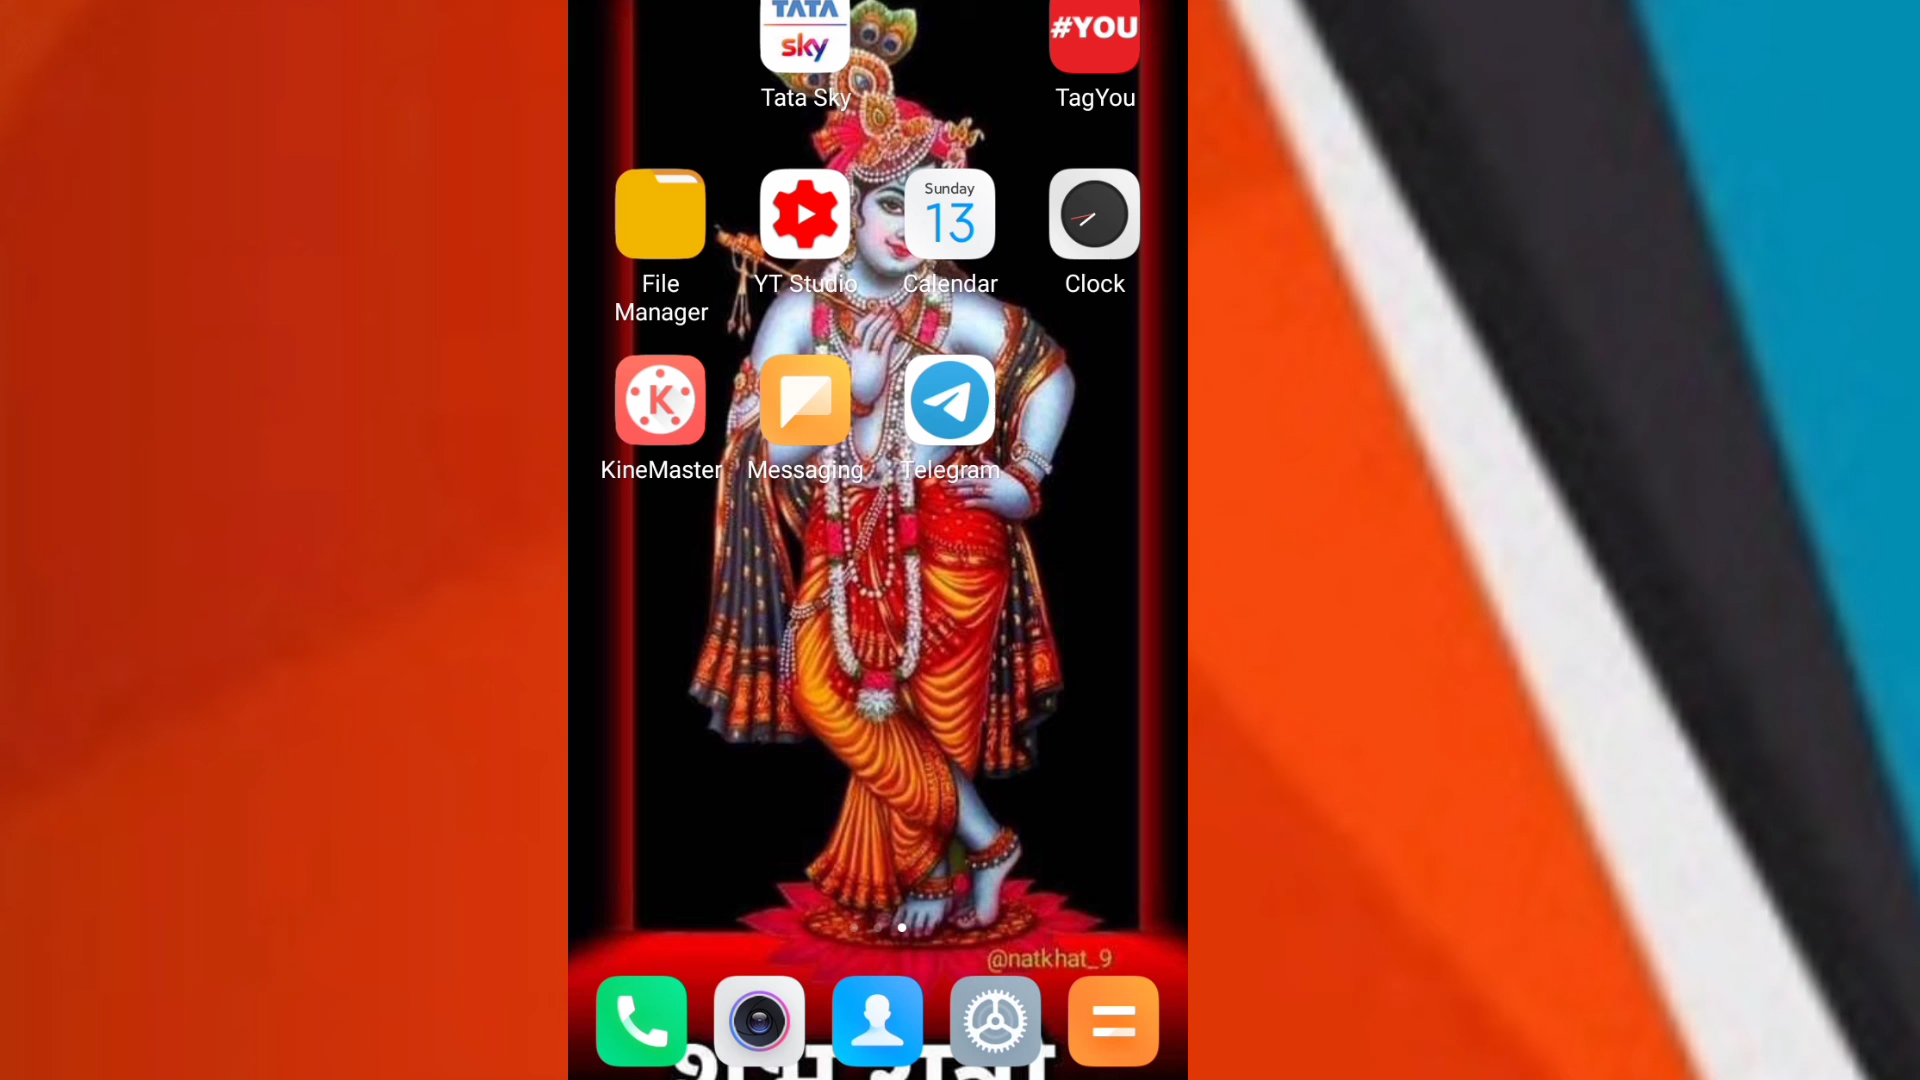 TATA
sky
#YOU
Tata Sky
TagYou
Sunday
13
File
Manager
YT Studio
Calendar
Clock
K
KineMaster
Messaging
Telegram
@natkhat_9